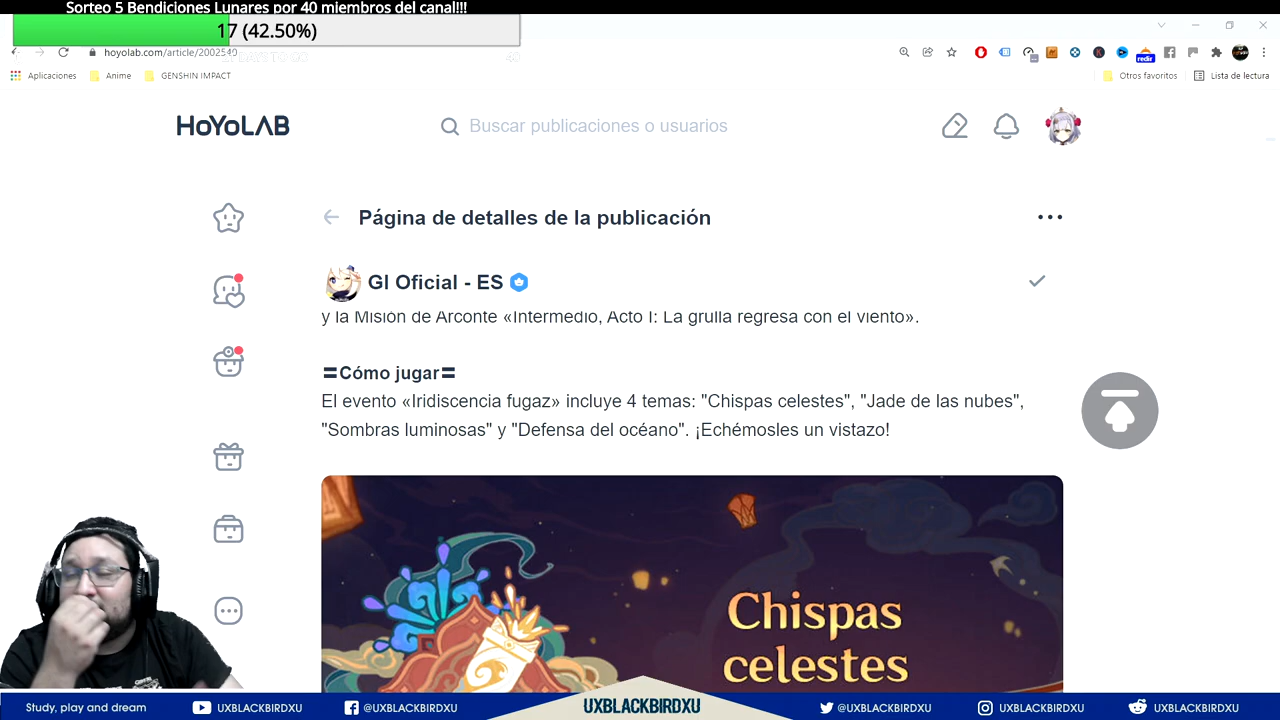 Sorteo 5 Bendiciones Lunares por 40 miembros del canal!!!
17 (42.50%)
hoyolab.com/article/2002549
40
Aplicaciones
Anime
GENSHIN IMPACT
redir
Otros favoritos
Lista de lectura
HoYoLAB
Buscar publicaciones o usuarios
Página de detalles de la publicación
GI Oficial - ES
y la Misión de Arconte «Intermedio, Acto I: La grulla regresa con el viento».
〓Cómo jugar〓
El evento «Iridiscencia fugaz» incluye 4 temas: "Chispas celestes", "Jade de las nubes",
"Sombras luminosas" y "Defensa del océano". ¡Echémosles un vistazo!
Chispas
celestes
Study, play and dream
UXBLACKBIRDXU
@UXBLACKBIRDXU
UXBLACKBIRDXU
@UXBLACKBIRDXU
UXBLACKBIRDXU
UXBLACKBIRDXU